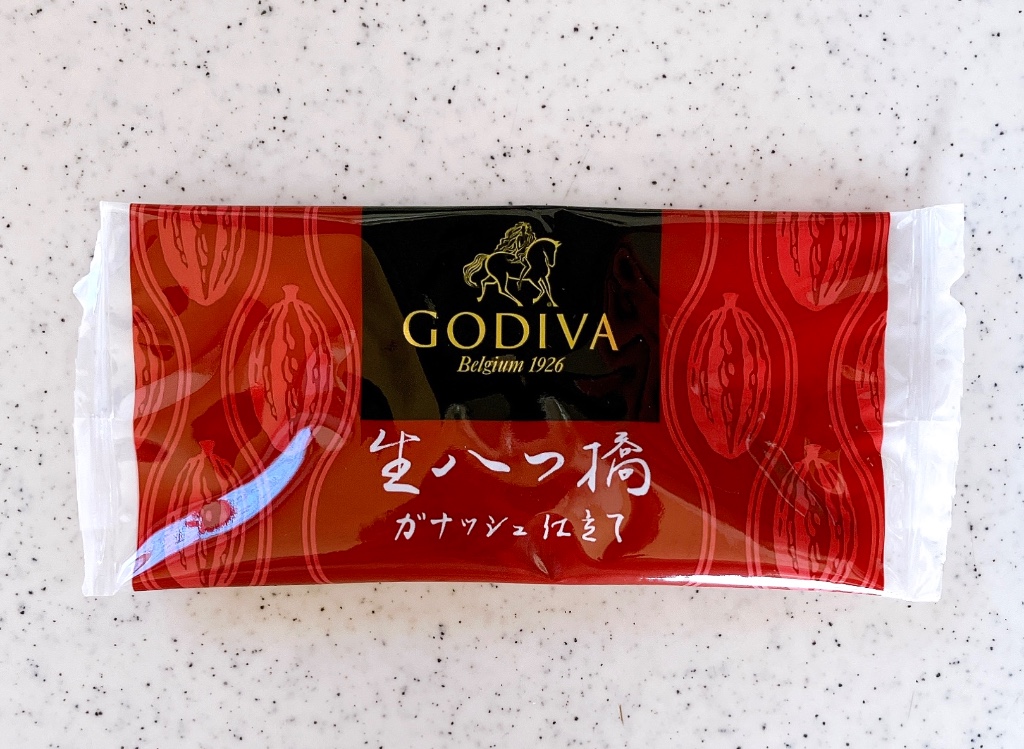 GODIVA
Belgium 1926
生八つ橋
ガナッシュ仕立て